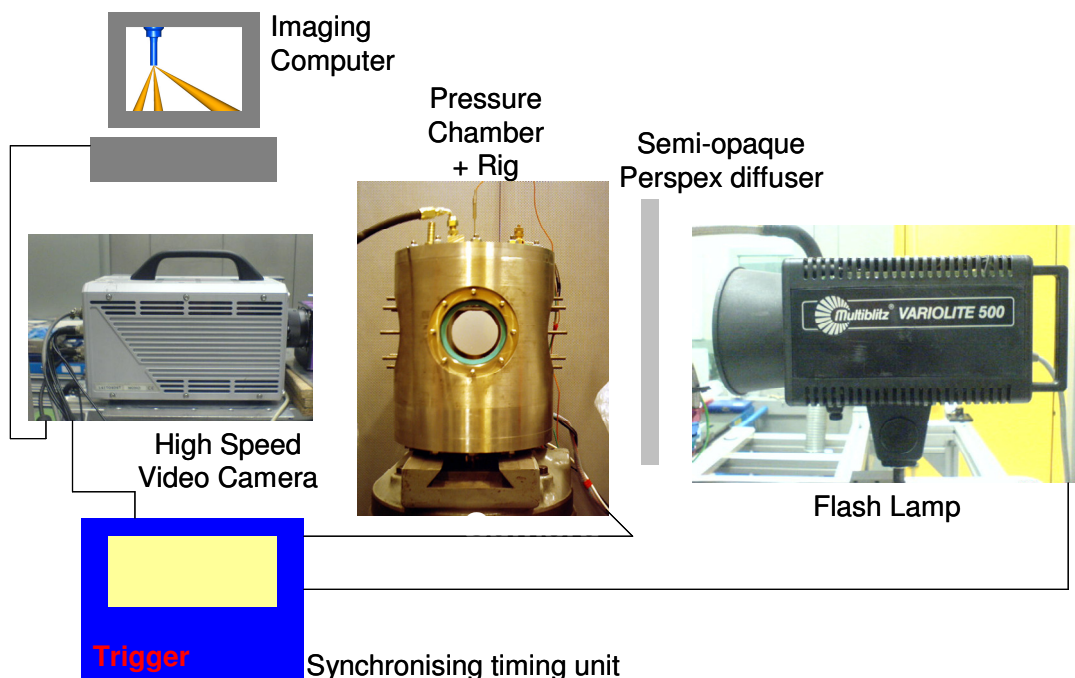 Imaging
Computer
Pressure
Chamber
+ Rig
Semi-opaque
Perspex diffuser
Multiblitz® VARIOLITE 500
High Speed
Video Camera
Flash Lamp
Trigger
Synchronising timing unit